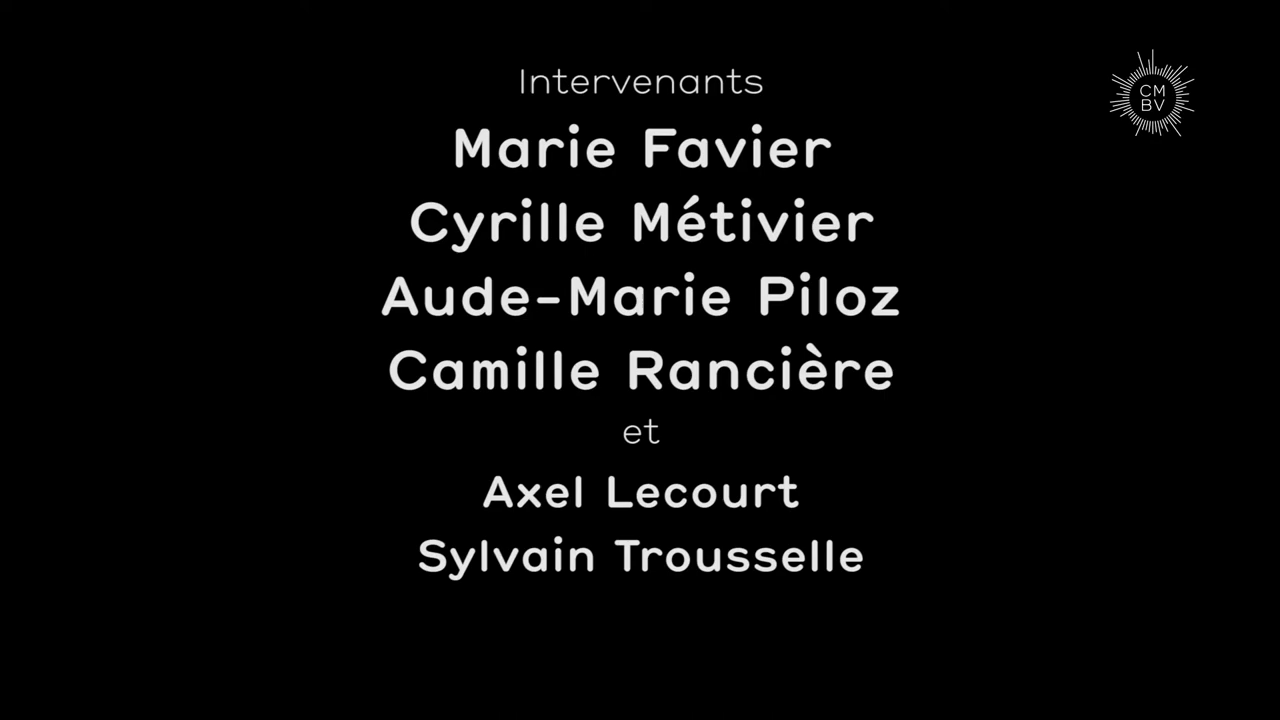 Intervenants
CM
BV
Marie Favier
Cyrille Métivier
Aude-Marie Piloz
Camille Rancière
et
Axel Lecourt
Sylvain Trousselle